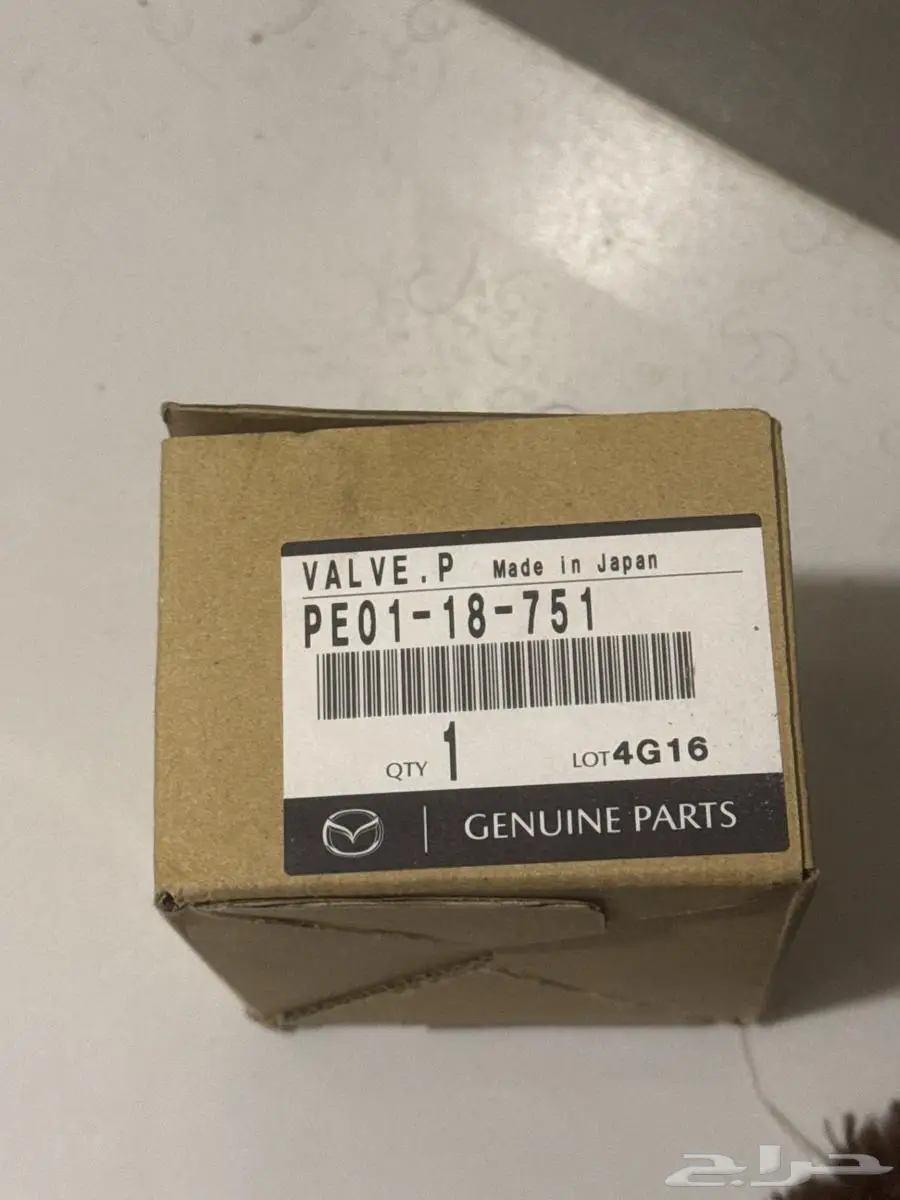 VALVE.P Made in Japan
PE01-18-751
QTY 1 LOT 4G16
GENUINE PARTS
حراج